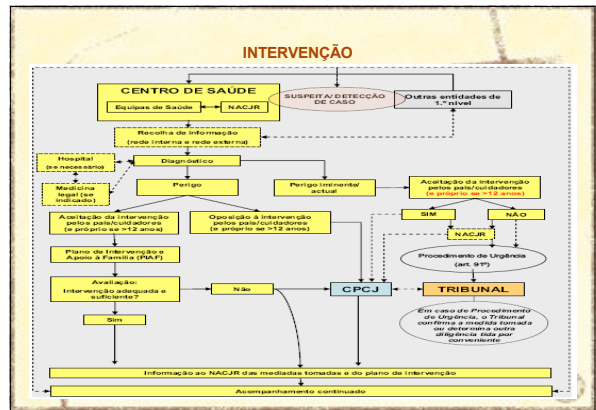 INTERVENÇÃO
CENTRO DE SAÚDE
Equipas de Saúde
NACJR
SUSPEITA/ DETECÇÃO
DE CASO
Outras entidades de
1.º nível
Recolha de informação
(rede interna e rede externa)
Hospital
(se necessário)
Diagnóstico
Medicina
legal (se
indicado)
Perigo
Perigo iminente/
actual
Aceitação da intervenção
pelos pais/cuidadores
(e próprio se >12 anos)
SIM
NÃO
NACJR
Aceitação da intervenção
pelos pais/cuidadores
(e próprio se >12 anos)
Oposição à intervenção
pelos pais/cuidadores
(e próprio se >12 anos)
Plano de Intervenção e
Apoio à Família (PIAF)
Procedimento de Urgência
(art. 91º)
Avaliação:
Intervenção adequada e
suficiente?
Não
CPCJ
TRIBUNAL
Sim
Em caso de Procedimento
de Urgência, o Tribunal
confirma a medida tomada
ou determina outra
diligência tida por
conveniente
Informação ao NACJR das mediadas tomadas e do plano de intervenção
Acompanhamento continuado